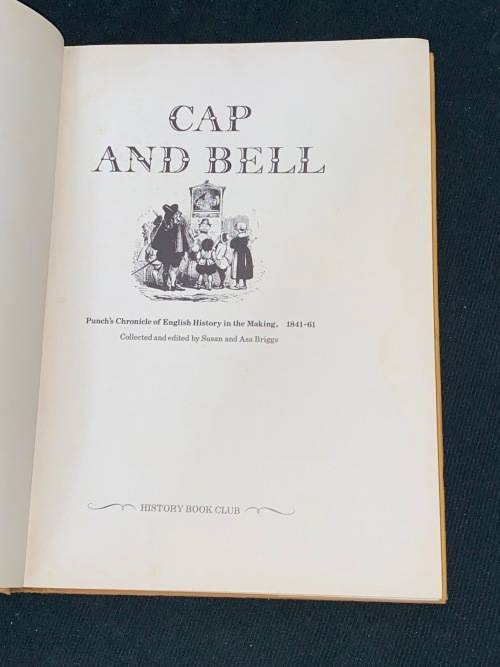 CAP
AND BELL
Punch's Chronicle of English History in the Making, 1841-61
Collected and edited by Susan and Asa Briggs
HISTORY BOOK CLUB